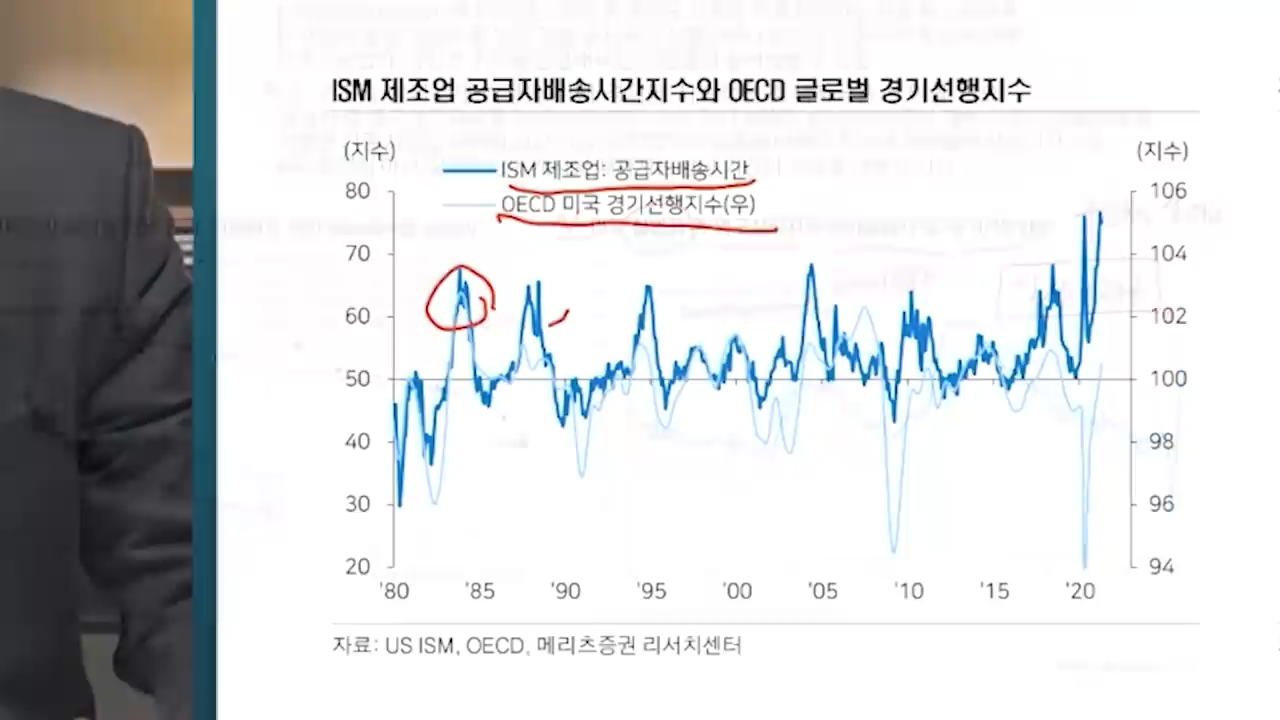 ISM 제조업 공급자배송시간지수와 OECD 글로벌 경기선행지수
(지수) (지수)
ISM 제조업: 공급자배송시간
OECD 미국 경기선행지수(우)
80 106
70 104
60 102
50 100
40 98
30 96
20 94
'80 '85 '90 '95 '00 '05 '10 '15 '20
자료: US ISM, OECD, 메리츠증권 리서치센터